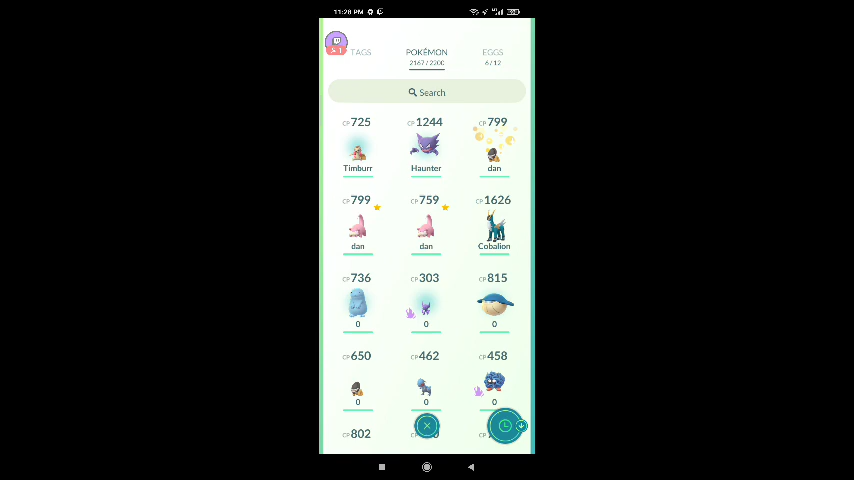 11:28 PM
TAGS POKÉMON EGGS
1 2167 / 2200 6 / 12
Search
CP725 CP1244 CP799
Timburr Haunter dan
CP799 CP759 CP1626
dan dan Cobalion
CP736 CP303 CP815
0 0 0
CP650 CP462 CP458
0 0 0
CP802